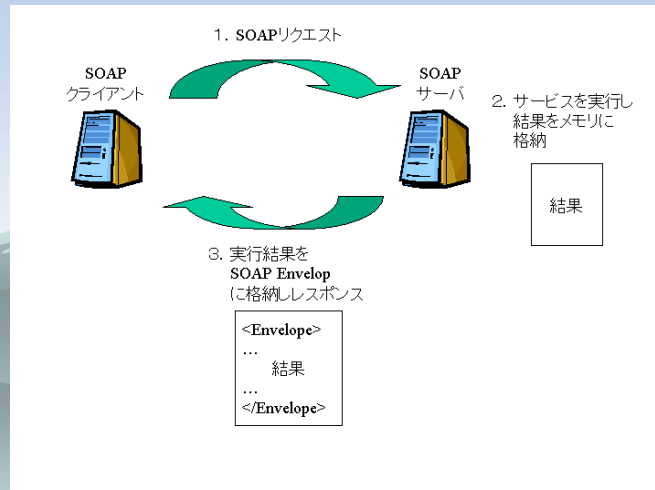 1. SOAPリクエスト
SOAP
クライアント
SOAP
サーバ
2. サービスを実行し
結果をメモリに
格納
結果
3. 実行結果を
SOAP Envelop
に格納しレスポンス
<Envelope>
…
結果
…
</Envelope>